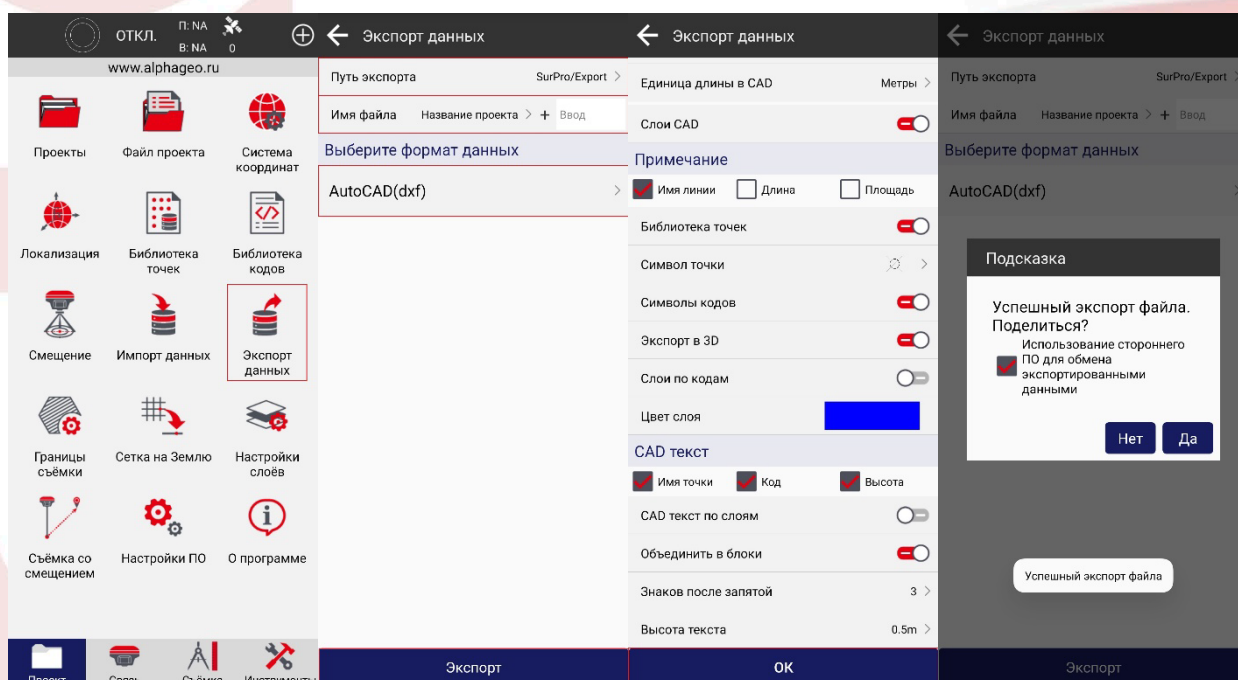 ОТКЛ.
П: NA
В: NA
0
www.alphageo.ru
Проекты
Файл проекта
Система
координат
Локализация
Библиотека
точек
Библиотека
кодов
Смещение
Импорт данных
Экспорт
данных
Границы
съёмки
Сетка на Землю
Настройки
слоёв
Съёмка со
смещением
Настройки ПО
О программе
Проект
Связь
Съёмка
Инструменты
Экспорт данных
Путь экспорта SurPro/Export >
Имя файла Название проекта > + Ввод
Выберите формат данных
AutoCAD(dxf) >
Экспорт
Экспорт данных
Единица длины в CAD Метры >
Слои CAD
Примечание
Имя линии Длина Площадь
Библиотека точек
Символ точки >
Символы кодов
Экспорт в 3D
Слои по кодам
Цвет слоя
CAD текст
Имя точки Код Высота
CAD текст по слоям
Объединить в блоки
Знаков после запятой 3 >
Высота текста 0.5m >
ОК
Экспорт данных
Путь экспорта SurPro/Export >
Имя файла Название проекта > + Ввод
Выберите формат данных
AutoCAD(dxf)
Подсказка
Успешный экспорт файла.
Поделиться?
Использование стороннего
ПО для обмена
экспортированными
данными
Нет Да
Успешный экспорт файла
Экспорт